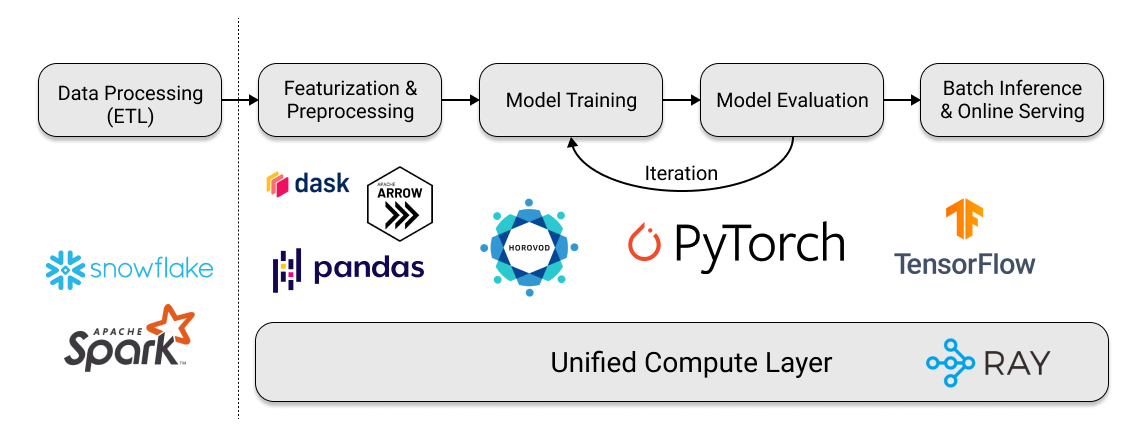 Data Processing
(ETL)
Featurization &
Preprocessing
Model Training
Model Evaluation
Batch Inference
& Online Serving
Iteration
dask
APACHE
ARROW
HOROVOD
PyTorch
TensorFlow
snowflake
pandas
APACHE
Spark™
Unified Compute Layer
RAY